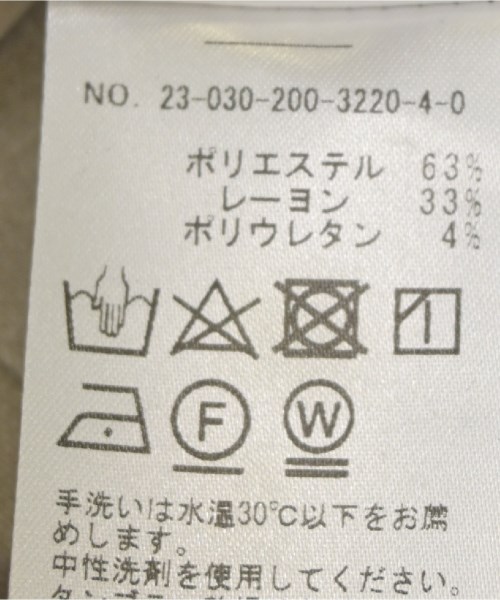 NO. 23-030-200-3220-4-0
ポリエステル 63%
レーヨン 33%
ポリウレタン 4%
F W
手洗いは水温30℃以下をお薦
めします。
中性洗剤を使用してください。